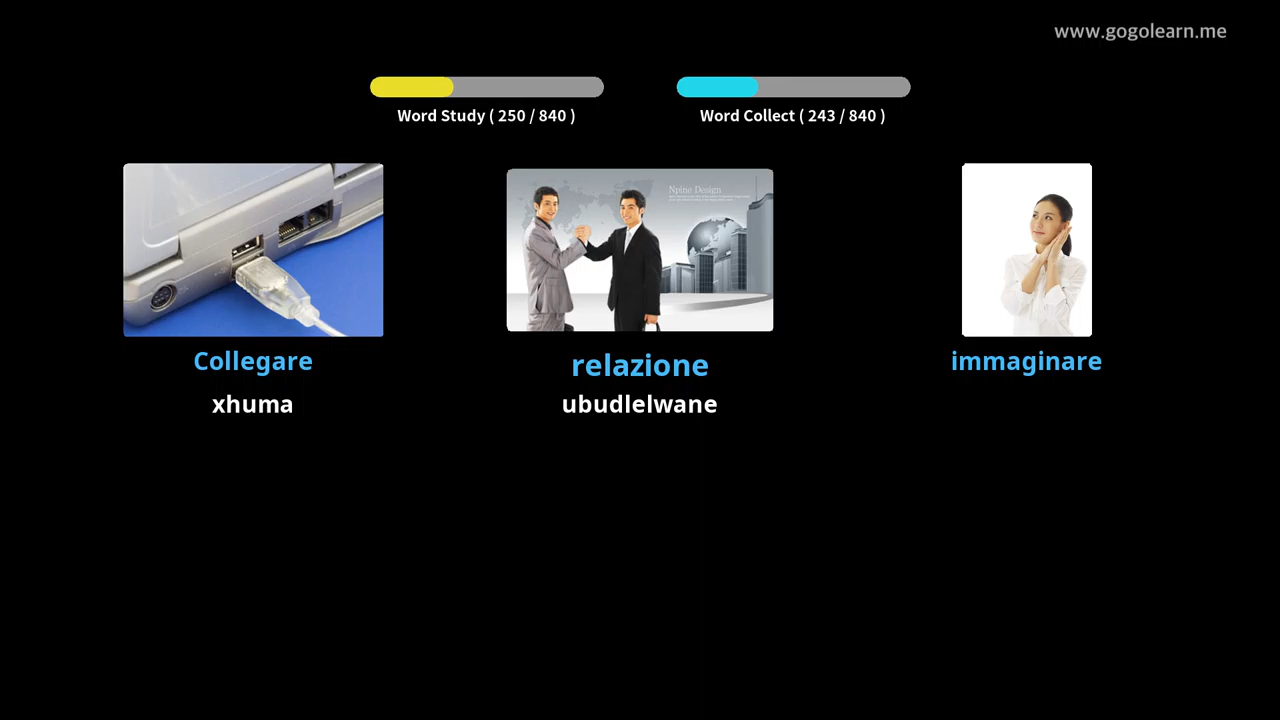 www.gogolearn.me
Word Study ( 250 / 840 )
Word Collect ( 243 / 840 )
Npine Design
Collegare
relazione
immaginare
xhuma
ubudlelwane